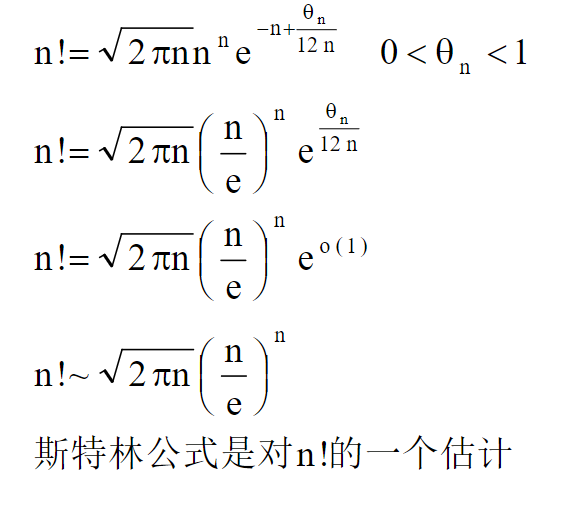 n!=√(2πn)n^n e^(-n+θ_n/(12n)) 0<θ_n<1
n!=√(2πn)(n/e)^n e^(θ_n/(12n))
n!=√(2πn)(n/e)^n e^(o(1))
n!~√(2πn)(n/e)^n
斯特林公式是对n!的一个估计